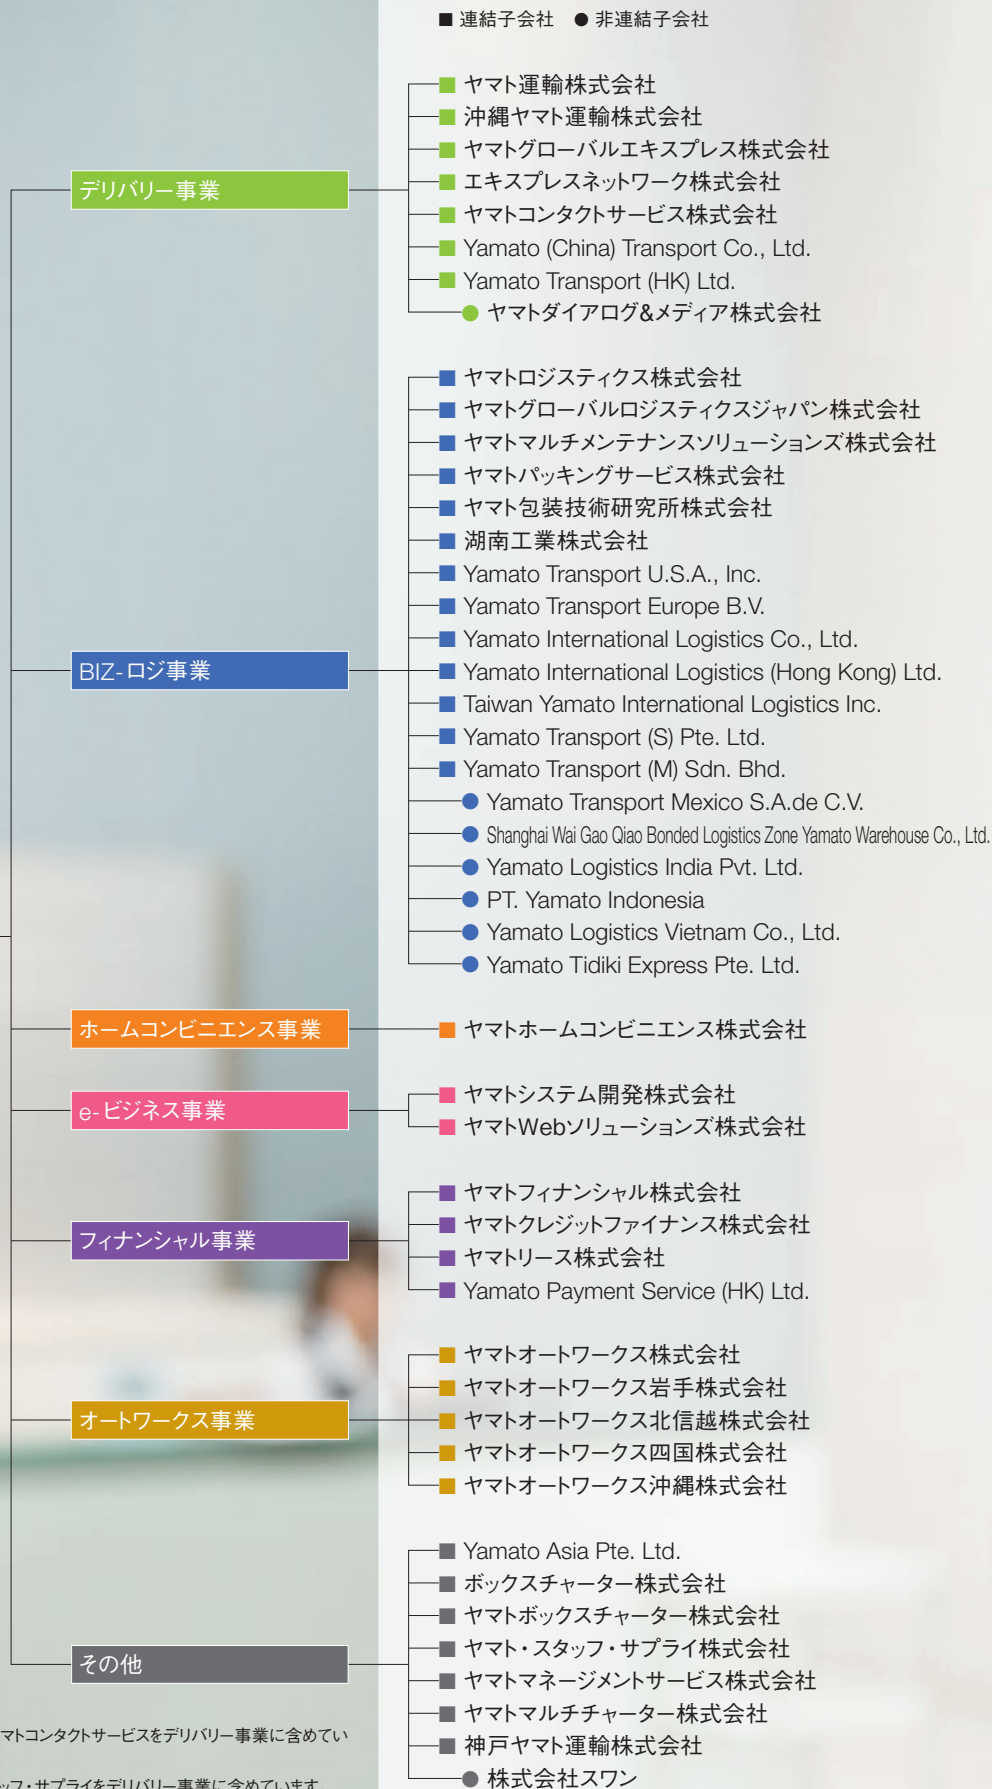 ■ 連結子会社 ● 非連結子会社
デリバリー事業
■ ヤマト運輸株式会社
■ 沖縄ヤマト運輸株式会社
■ ヤマトグローバルエキスプレス株式会社
■ エキスプレスネットワーク株式会社
■ ヤマトコンタクトサービス株式会社
■ Yamato (China) Transport Co., Ltd.
■ Yamato Transport (HK) Ltd.
● ヤマトダイアログ&メディア株式会社
BIZ-ロジ事業
■ ヤマトロジスティクス株式会社
■ ヤマトグローバルロジスティクスジャパン株式会社
■ ヤマトマルチメンテナンスソリューションズ株式会社
■ ヤマトパッキングサービス株式会社
■ ヤマト包装技術研究所株式会社
■ 湖南工業株式会社
■ Yamato Transport U.S.A., Inc.
■ Yamato Transport Europe B.V.
■ Yamato International Logistics Co., Ltd.
■ Yamato International Logistics (Hong Kong) Ltd.
■ Taiwan Yamato International Logistics Inc.
■ Yamato Transport (S) Pte. Ltd.
■ Yamato Transport (M) Sdn. Bhd.
● Yamato Transport Mexico S.A.de C.V.
● Shanghai Wai Gao Qiao Bonded Logistics Zone Yamato Warehouse Co., Ltd.
● Yamato Logistics India Pvt. Ltd.
● PT. Yamato Indonesia
● Yamato Logistics Vietnam Co., Ltd.
● Yamato Tidiki Express Pte. Ltd.
ホームコンビニエンス事業
■ ヤマトホームコンビニエンス株式会社
e-ビジネス事業
■ ヤマトシステム開発株式会社
■ ヤマトWebソリューションズ株式会社
フィナンシャル事業
■ ヤマトフィナンシャル株式会社
■ ヤマトクレジットファイナンス株式会社
■ ヤマトリース株式会社
■ Yamato Payment Service (HK) Ltd.
オートワークス事業
■ ヤマトオートワークス株式会社
■ ヤマトオートワークス岩手株式会社
■ ヤマトオートワークス北信越株式会社
■ ヤマトオートワークス四国株式会社
■ ヤマトオートワークス沖縄株式会社
その他
■ Yamato Asia Pte. Ltd.
■ ボックスチャーター株式会社
■ ヤマトボックスチャーター株式会社
■ ヤマト・スタッフ・サプライ株式会社
■ ヤマトマネージメントサービス株式会社
■ ヤマトマルチチャーター株式会社
■ 神戸ヤマト運輸株式会社
● 株式会社スワン
マトコンタクトサービスをデリバリー事業に含めてい
ッフ・サプライをデリバリー事業に含めています